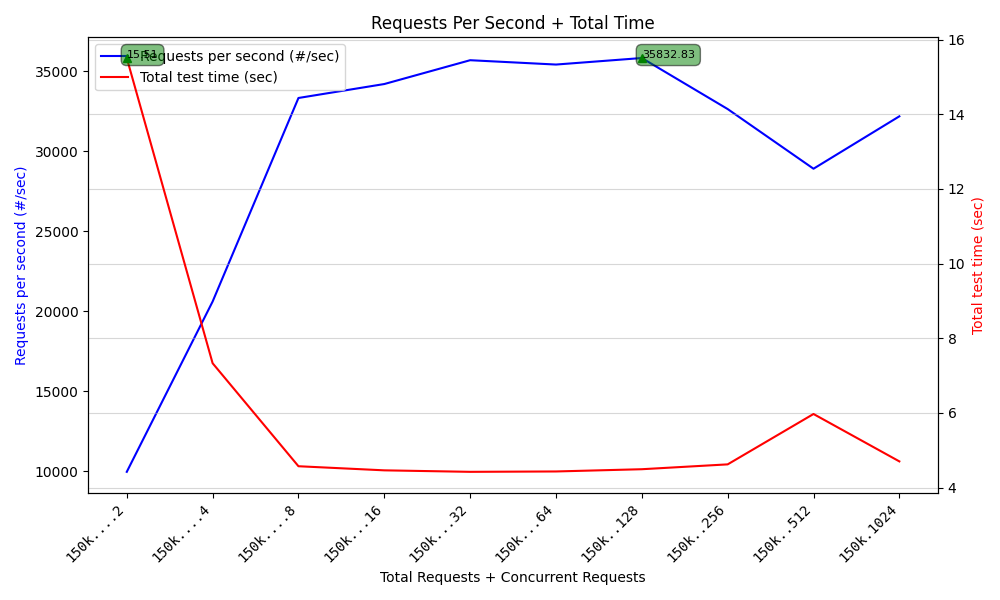 Requests Per Second + Total Time
Requests per second (#/sec)
Total test time (sec)
15.51
35832.83
Requests per second (#/sec)
35000
30000
25000
20000
15000
10000
16
14
12
10
8
6
4
Total test time (sec)
150k....2
150k....4
150k....8
150k...16
150k...32
150k...64
150k..128
150k..256
150k..512
150k.1024
Total Requests + Concurrent Requests